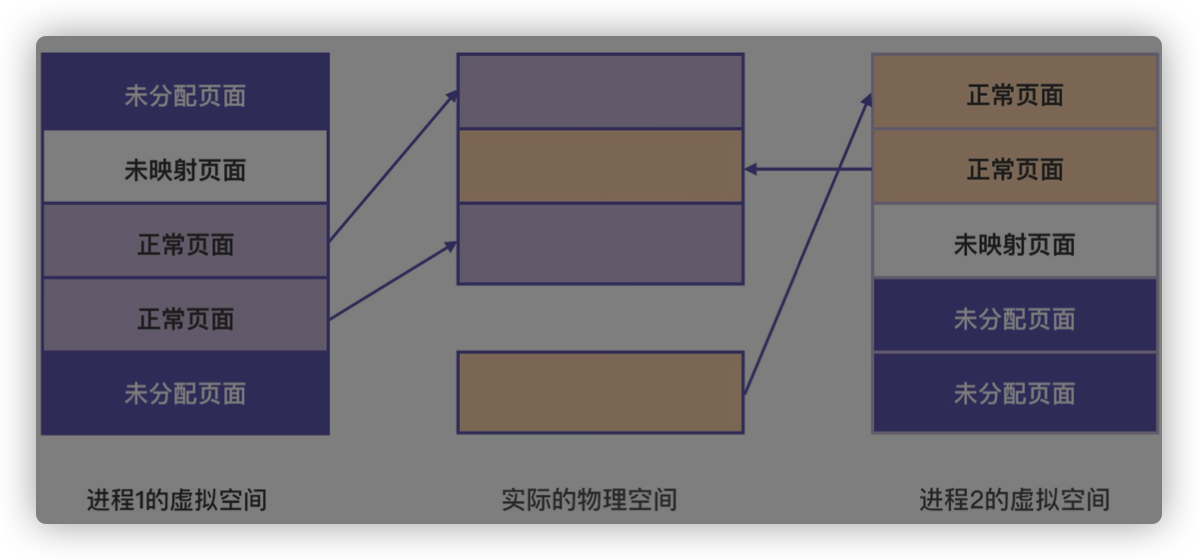 未分配页面
未映射页面
正常页面
正常页面
未分配页面
进程1的虚拟空间
实际的物理空间
正常页面
正常页面
未映射页面
未分配页面
未分配页面
进程2的虚拟空间